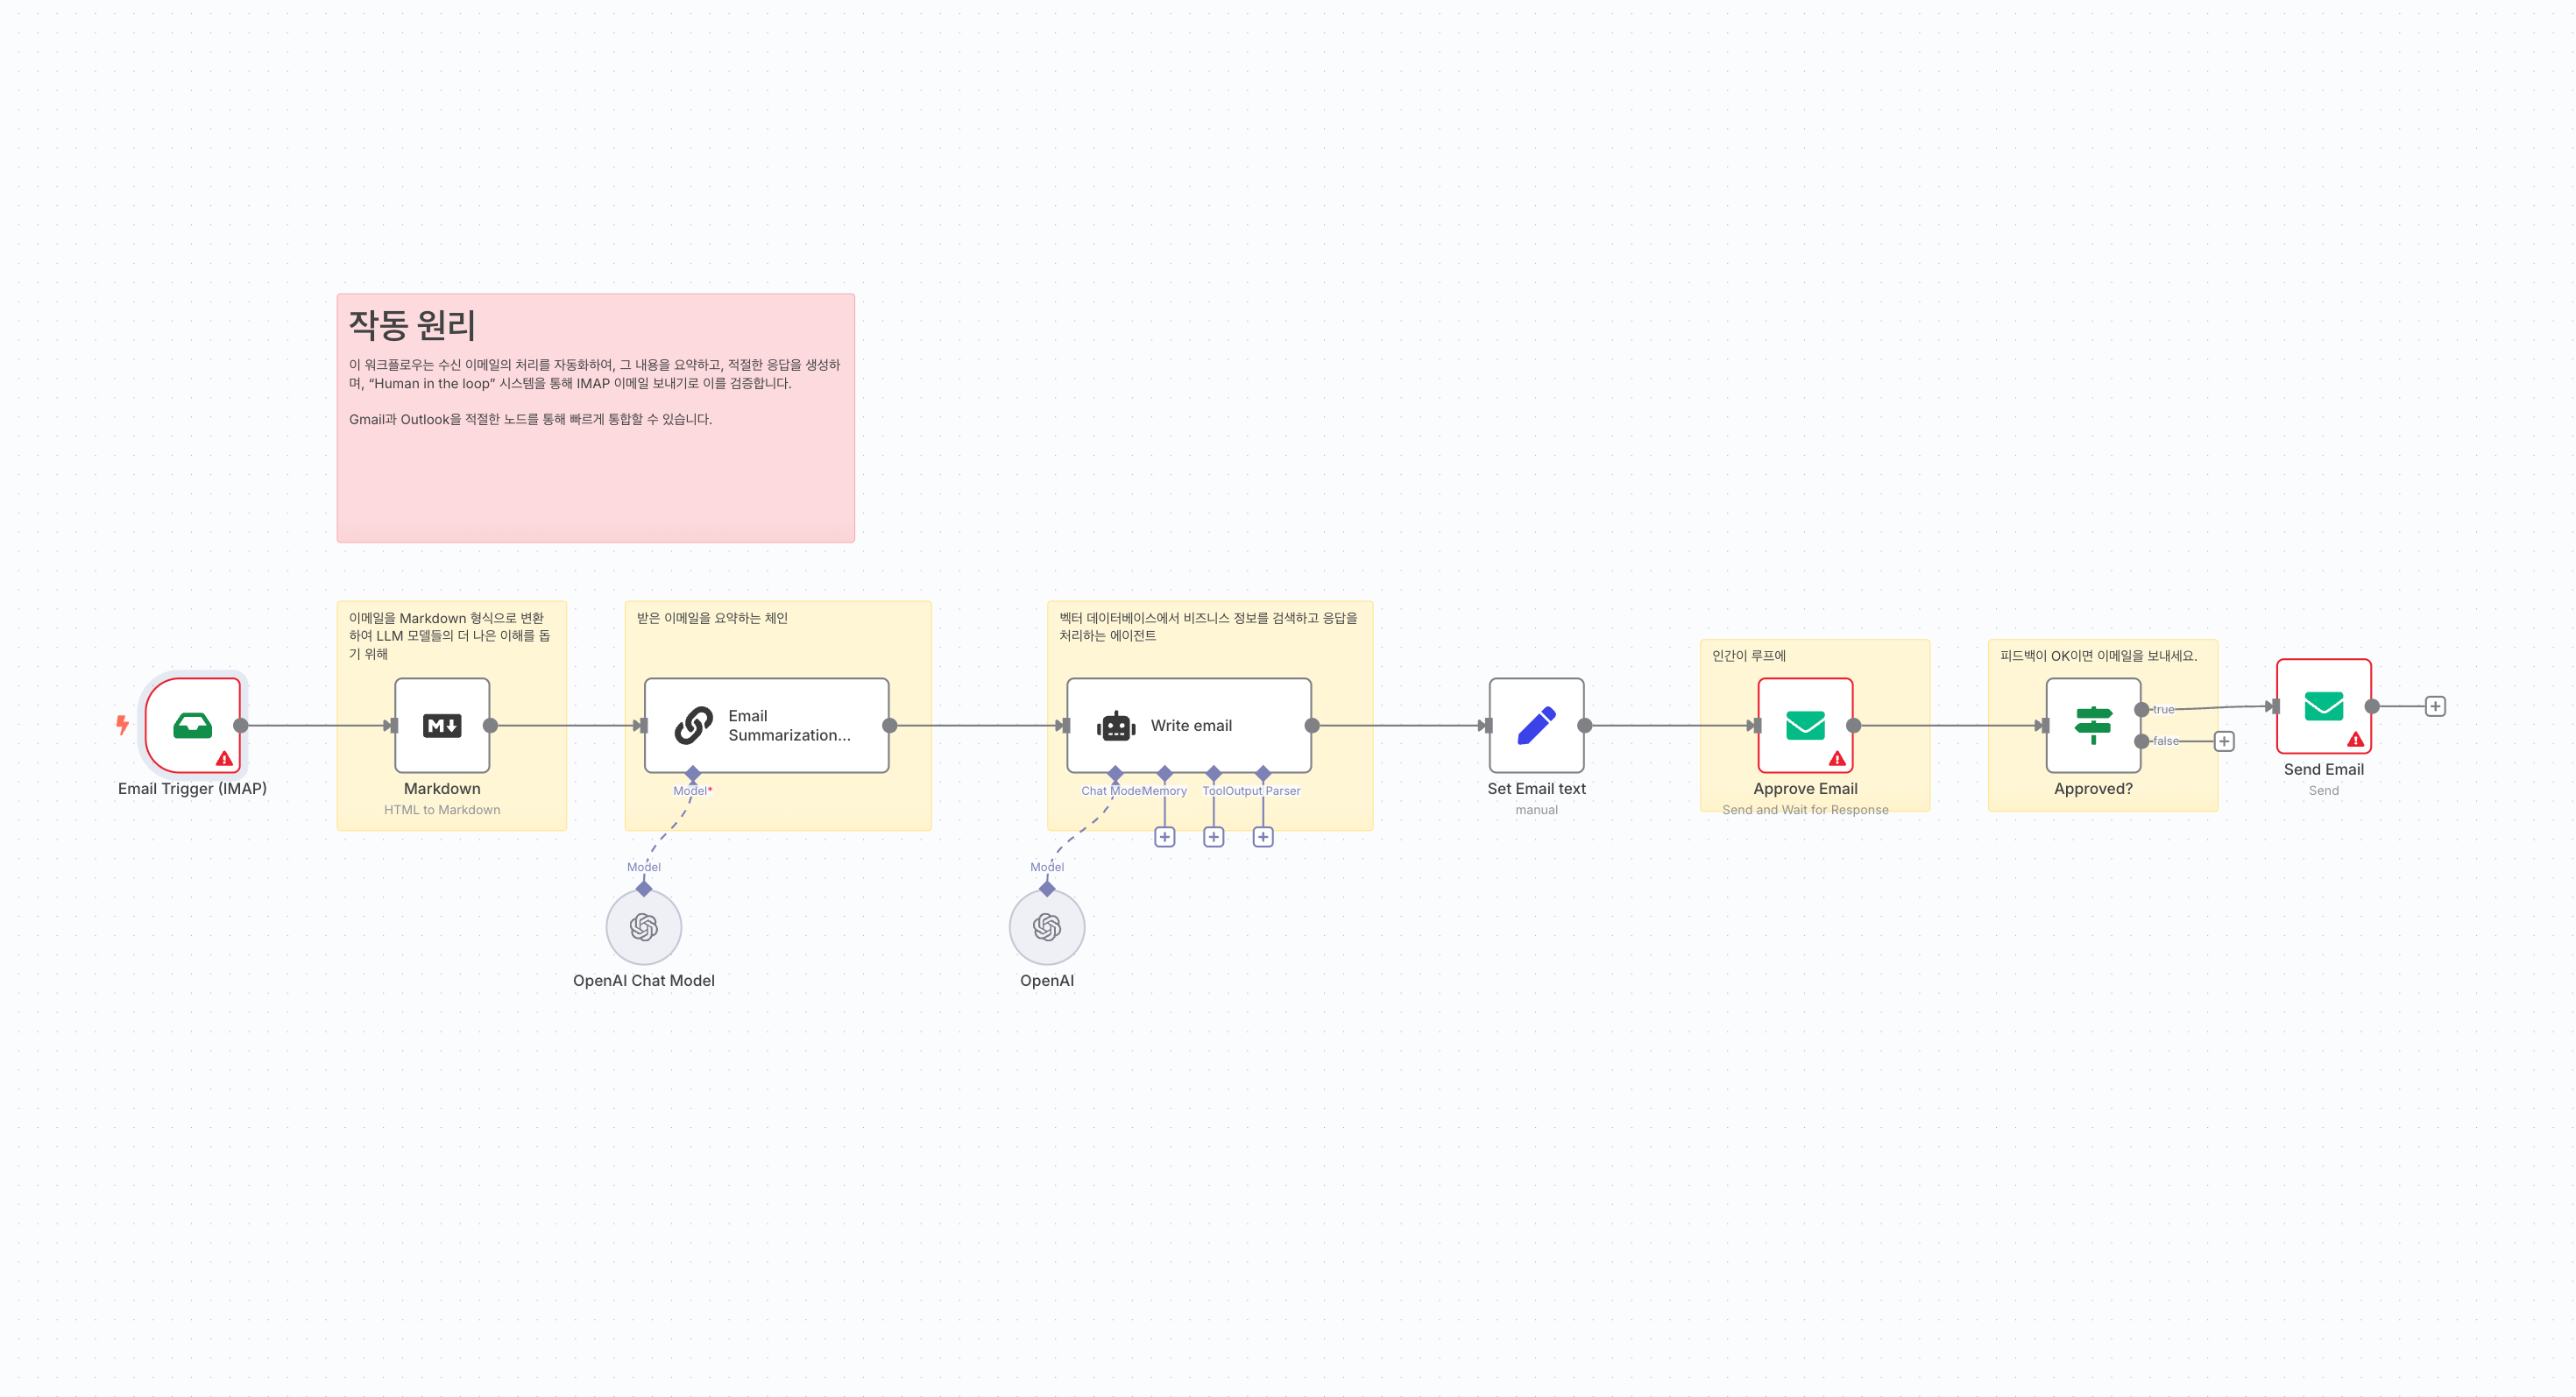 작동 원리
이 워크플로우는 수신 이메일의 처리를 자동화하여, 그 내용을 요약하고, 적절한 응답을 생성하
며, “Human in the loop” 시스템을 통해 IMAP 이메일 보내기로 이를 검증합니다.
Gmail과 Outlook을 적절한 노드를 통해 빠르게 통합할 수 있습니다.
이메일을 Markdown 형식으로 변환
하여 LLM 모델들의 더 나은 이해를 돕
기 위해
받은 이메일을 요약하는 체인
벡터 데이터베이스에서 비즈니스 정보를 검색하고 응답을
처리하는 에이전트
인간이 루프에
피드백이 OK이면 이메일을 보내세요.
Email Trigger (IMAP)
M
Markdown
HTML to Markdown
Email
Summarization...
Model*
Model
OpenAI Chat Model
Write email
Chat Model
Memory
Tool
Output Parser
Model
OpenAI
Set Email text
manual
Approve Email
Send and Wait for Response
true
false
Approved?
Send Email
Send